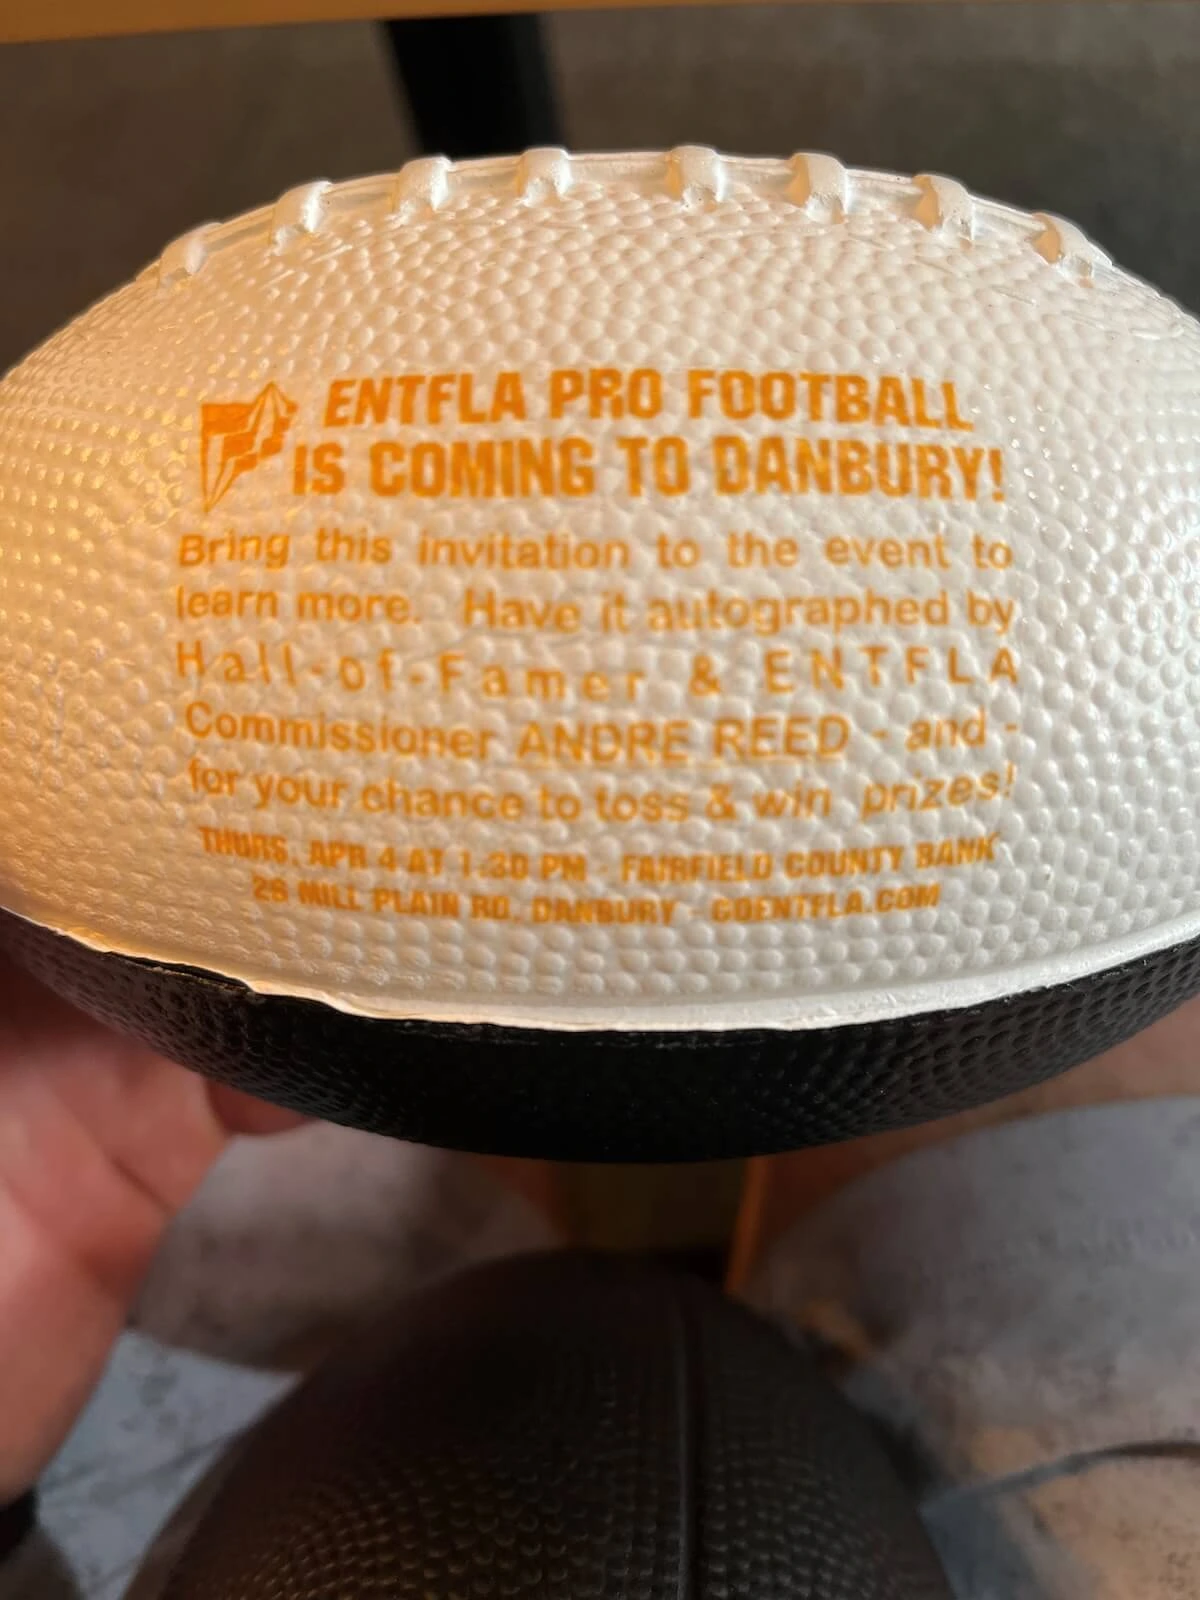 ENTFLA PRO FOOTBALL
IS COMING TO DANBURY!
Bring this invitation to the event to
learn more. Have it autographed by
Hall-of-Famer & ENTFLA
Commissioner ANDRE REED - and -
for your chance to toss & win prizes!
THURS. APR 4 AT 1:30 PM - FAIRFIELD COUNTY BANK
26 MILL PLAIN RD. DANBURY - GOENTFLA.COM